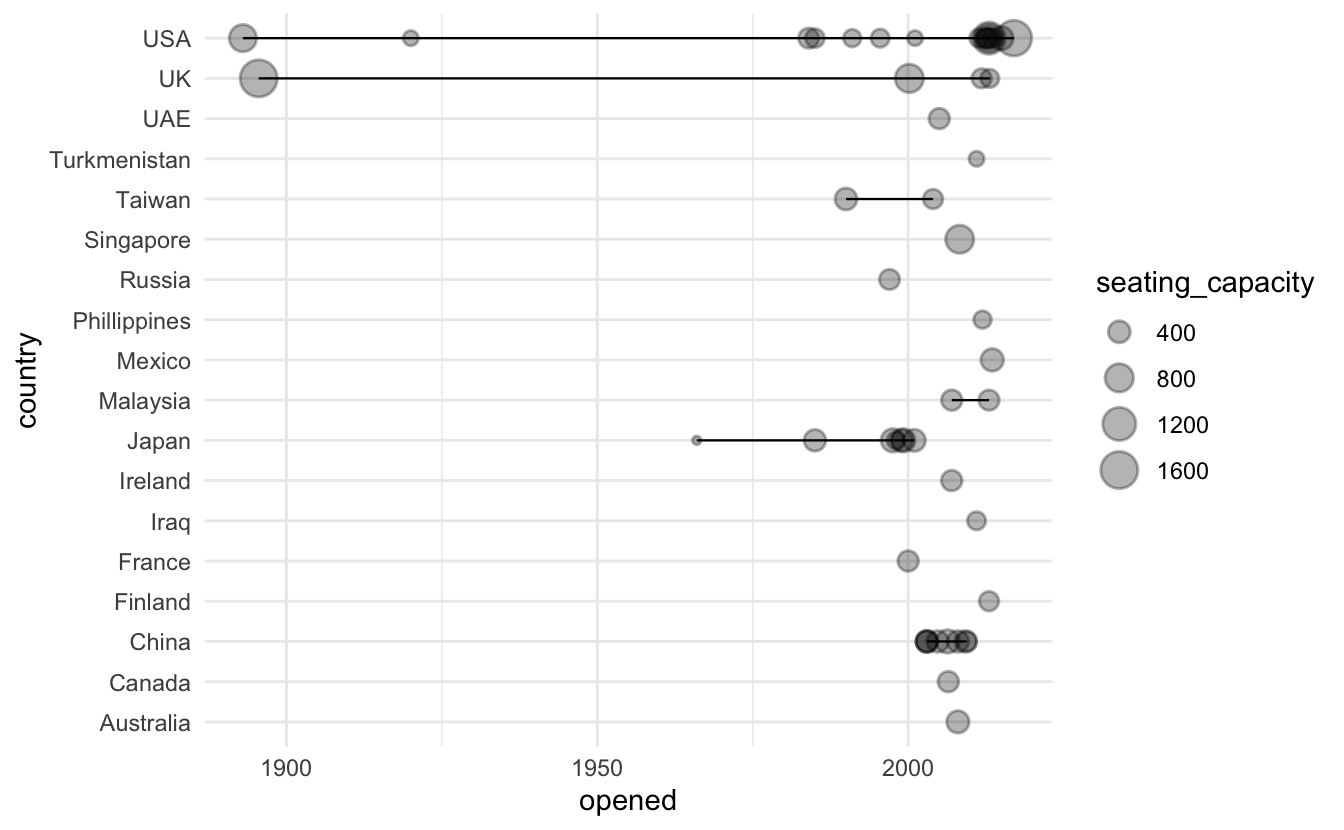 USA
UK
UAE
Turkmenistan
Taiwan
Singapore
Russia
Phillippines
Mexico
Malaysia
Japan
Ireland
Iraq
France
Finland
China
Canada
Australia
country
1900
1950
2000
opened
seating_capacity
400
800
1200
1600